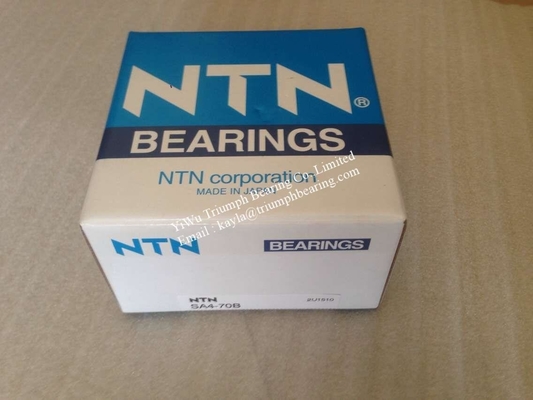 NTN®
BEARINGS
NTN corporation
MADE IN JAPAN
YiWu Triumph Bearing Co,.Limited
Email : kayla@triumphbearing.com
NTN
BEARINGS
NTN
SA4-70B